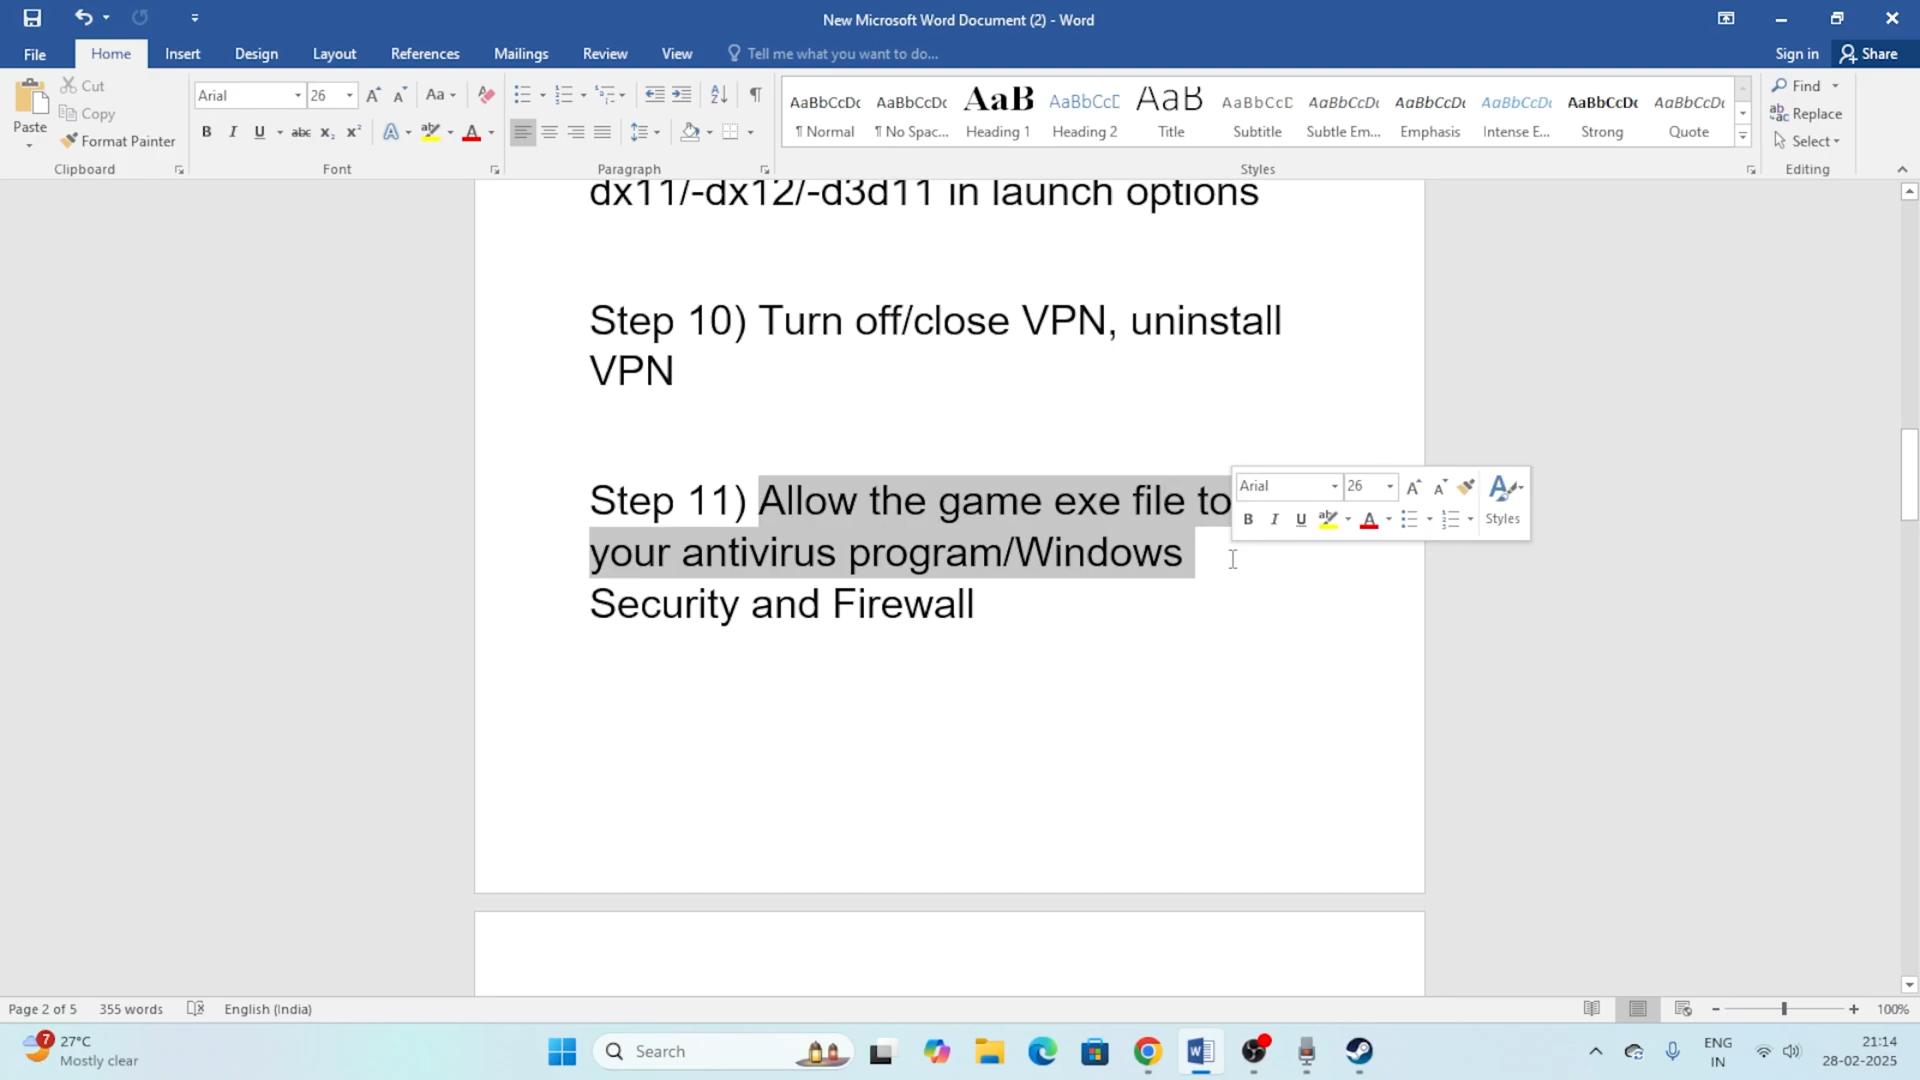 New Microsoft Word Document (2) - Word
File Home Insert Design Layout References Mailings Review View Tell me what you want to do... Sign in Share
Paste
Cut
Copy
Format Painter
Clipboard
Arial 26
Aa
B I U abc x₂ x² A A
Font
Paragraph
AaBbCcDc AaBbCcDc AaB AaBbCcC AaB AaBbCcD AaBbCcDc AaBbCcDc AaBbCcDc AaBbCcDc AaBbCcDc
¶ Normal ¶ No Spac... Heading 1 Heading 2 Title Subtitle Subtle Em... Emphasis Intense E... Strong Quote
Styles
Find
Replace
Select
Editing
dx11/-dx12/-d3d11 in launch options
Step 10) Turn off/close VPN, uninstall
VPN
Step 11) Allow the game exe file to
your antivirus program/Windows
Security and Firewall
Arial 26
B I U A Styles
Page 2 of 5 355 words English (India) 100%
7
27°C
Mostly clear
Search
ENG
IN
21:14
28-02-2025